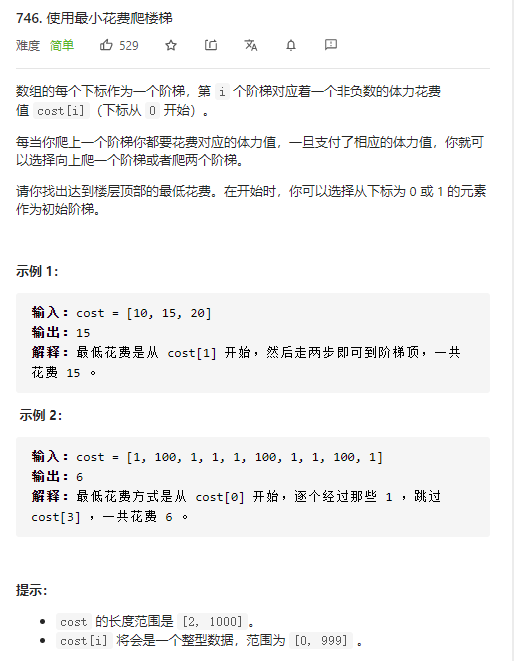 746. 使用最小花费爬楼梯
难度 简单 529
数组的每个下标作为一个阶梯，第 i 个阶梯对应着一个非负数的体力花费
值 cost[i]（下标从 0 开始）。
每当你爬上一个阶梯你都要花费对应的体力值，一旦支付了相应的体力值，你就可
以选择向上爬一个阶梯或者爬两个阶梯。
请你找出达到楼层顶部的最低花费。在开始时，你可以选择从下标为 0 或 1 的元素
作为初始阶梯。
示例 1：
输入：cost = [10, 15, 20]
输出：15
解释：最低花费是从 cost[1] 开始，然后走两步即可到阶梯顶，一共
花费 15 。
示例 2：
输入：cost = [1, 100, 1, 1, 1, 100, 1, 1, 100, 1]
输出：6
解释：最低花费方式是从 cost[0] 开始，逐个经过那些 1 ，跳过
cost[3] ，一共花费 6 。
提示：
• cost 的长度范围是 [2, 1000]。
• cost[i] 将会是一个整型数据，范围为 [0, 999] 。